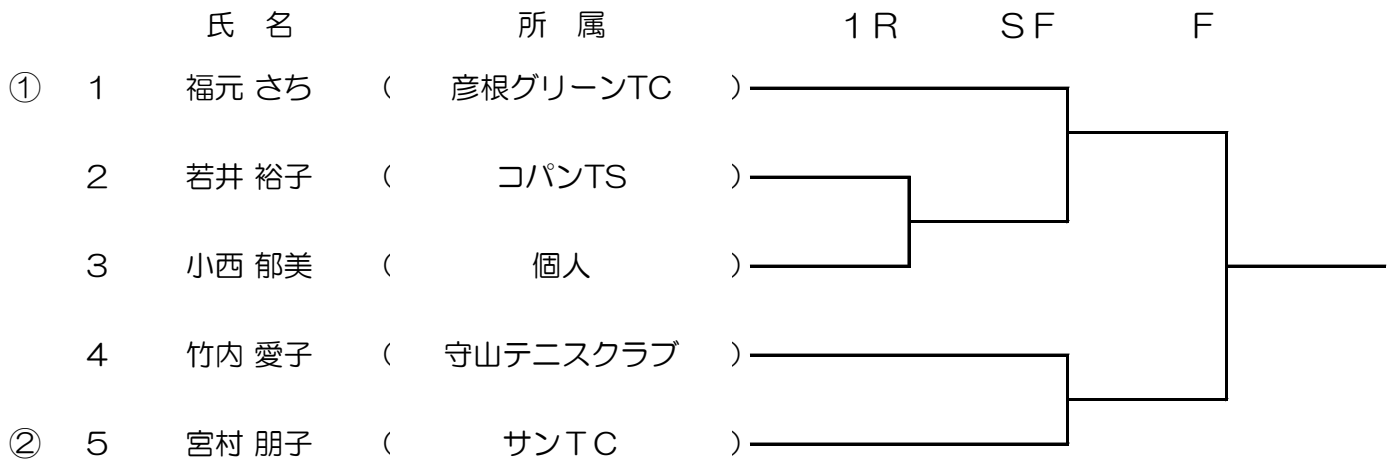 氏 名 所 属 1R SF F
① 1 福元 さち ( 彦根グリーンTC )
2 若井 裕子 ( コパンTS )
3 小西 郁美 ( 個人 )
4 竹内 愛子 ( 守山テニスクラブ )
② 5 宮村 朋子 ( サンTC )